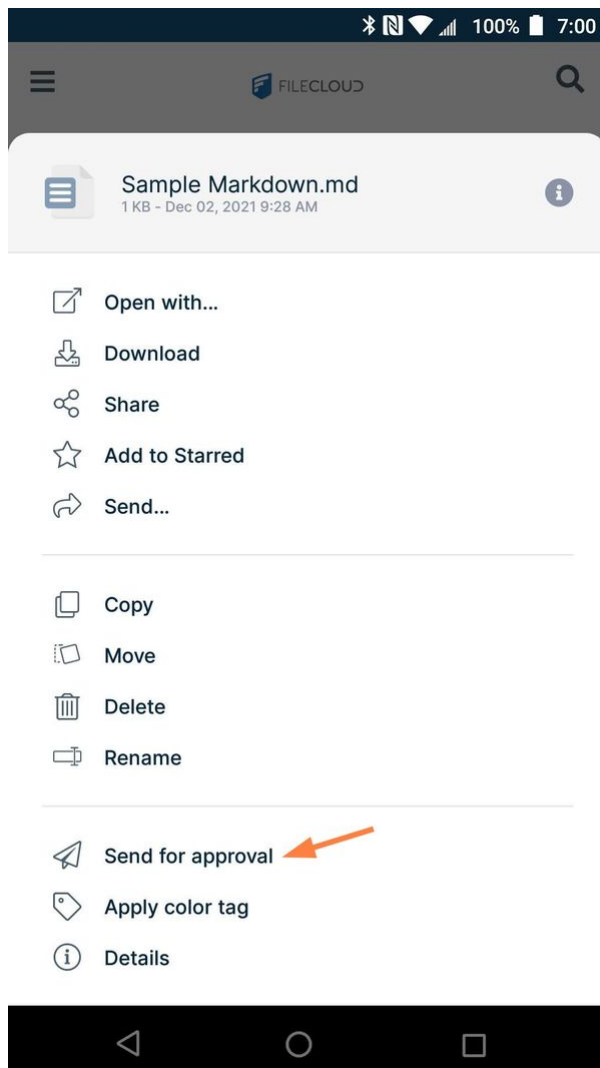 100% 7:00
FILECLOUD
Sample Markdown.md
1 KB - Dec 02, 2021 9:28 AM
Open with...
Download
Share
Add to Starred
Send...
Copy
Move
Delete
Rename
Send for approval
Apply color tag
Details